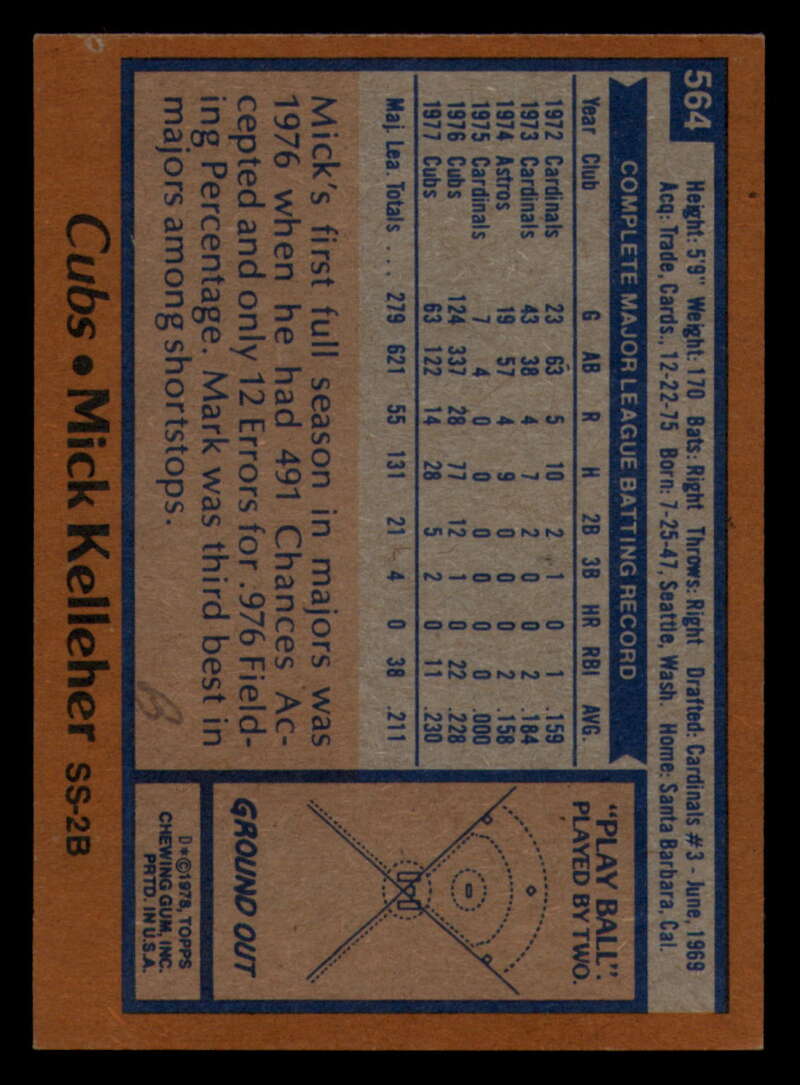 564
Height: 5'9" Weight: 170 Bats: Right Throws: Right Drafted: Cardinals #3 - June, 1969
Acq: Trade, Cards., 12-22-75 Born: 7-25-47, Seattle, Wash. Home: Santa Barbara, Cal.
COMPLETE MAJOR LEAGUE BATTING RECORD
Year Club G AB R H 2B 3B HR RBI AVG.
1972 Cardinals 23 63 5 10 2 1 0 1 .159
1973 Cardinals 43 38 4 7 2 0 0 2 .184
1974 Astros 19 57 4 9 0 0 0 2 .158
1975 Cardinals 7 4 0 0 0 0 0 0 .000
1976 Cubs 124 337 28 77 12 1 0 22 .228
1977 Cubs 63 122 14 28 5 2 0 11 .230
Maj. Lea. Totals ... 279 621 55 131 21 4 0 38 .211
Mick's first full season in majors was
1976 when he had 491 Chances Ac-
cepted and only 12 Errors for .976 Field-
ing Percentage. Mark was third best in
majors among shortstops.
B
"PLAY BALL"
PLAYED BY TWO.
GROUND OUT
D*©1978, TOPPS
CHEWING GUM, INC.
PRTD. IN U.S.A.
Cubs • Mick Kelleher SS-2B